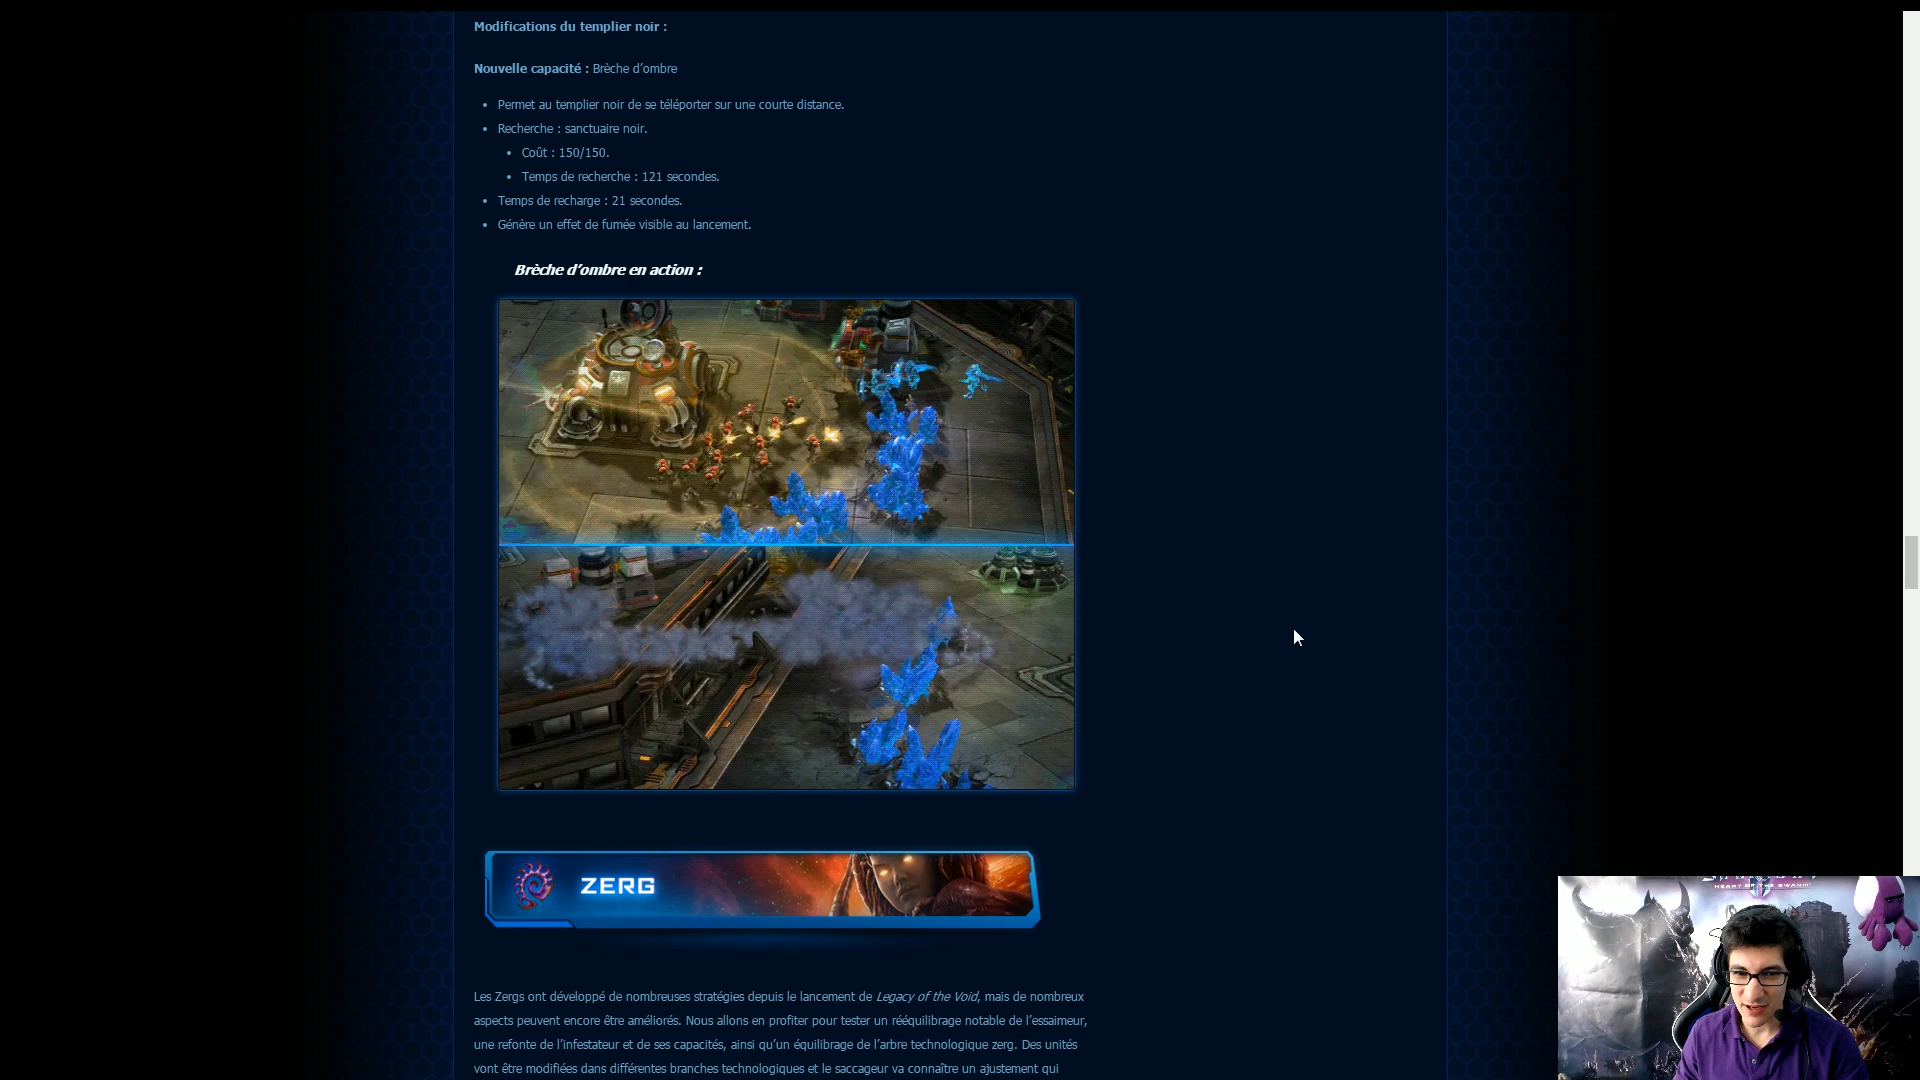 Modifications du templier noir :
Nouvelle capacité : Brèche d’ombre
• Permet au templier noir de se téléporter sur une courte distance.
• Recherche : sanctuaire noir.
• Coût : 150/150.
• Temps de recherche : 121 secondes.
• Temps de recharge : 21 secondes.
• Génère un effet de fumée visible au lancement.
Brèche d’ombre en action :
ZERG
Les Zergs ont développé de nombreuses stratégies depuis le lancement de Legacy of the Void, mais de nombreux
aspects peuvent encore être améliorés. Nous allons en profiter pour tester un rééquilibrage notable de l’essaimeur,
une refonte de l’infestateur et de ses capacités, ainsi qu’un équilibrage de l’arbre technologique zerg. Des unités
vont être modifiées dans différentes branches technologiques et le saccageur va connaître un ajustement qui
HEART OF THE SWARM